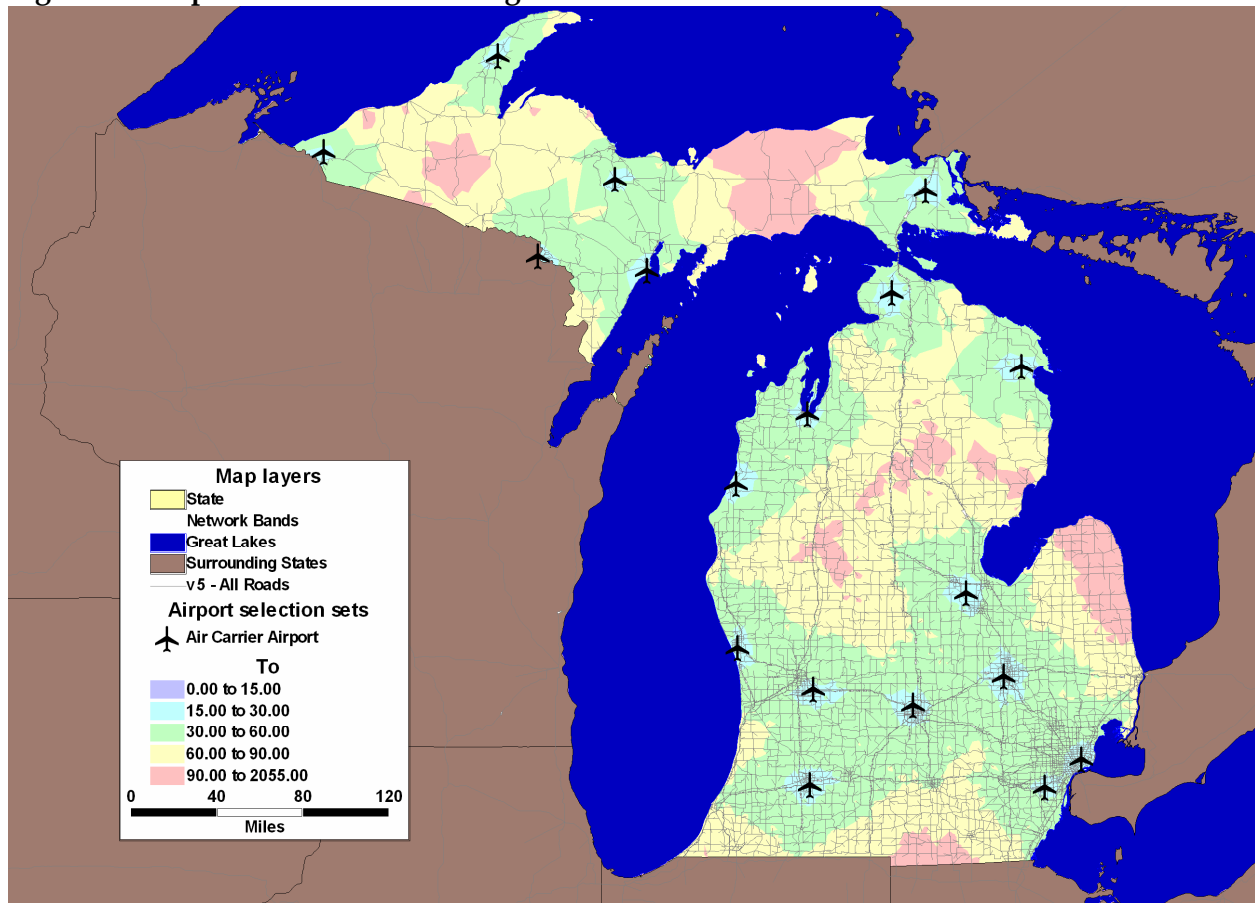 Map layers
State
Network Bands
Great Lakes
Surrounding States
v5 - All Roads
Airport selection sets
Air Carrier Airport
To
0.00 to 15.00
15.00 to 30.00
30.00 to 60.00
60.00 to 90.00
90.00 to 2055.00
0 40 80 120
Miles